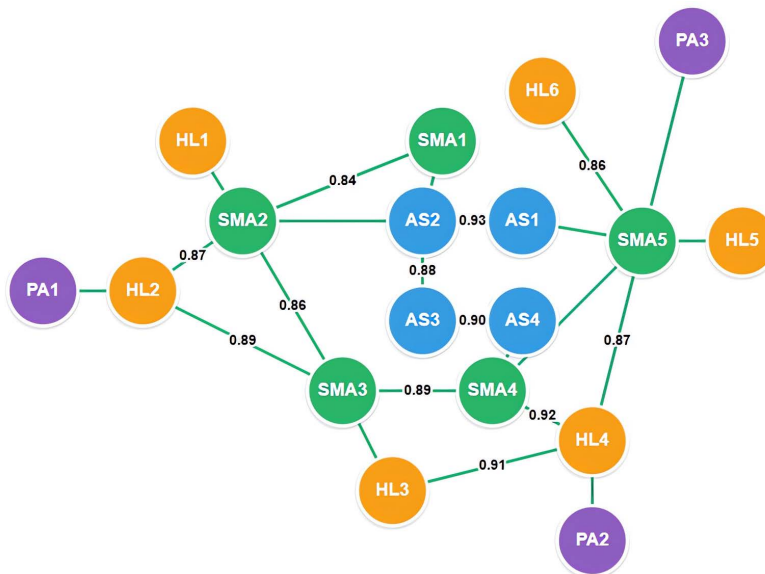 PA3
HL6
HL1
SMA1
0.86
0.84
SMA2
AS2
0.93
AS1
SMA5
HL5
0.87
0.88
PA1
HL2
0.86
AS3
0.90
AS4
0.89
0.87
SMA3
0.89
SMA4
0.92
HL4
0.91
HL3
PA2